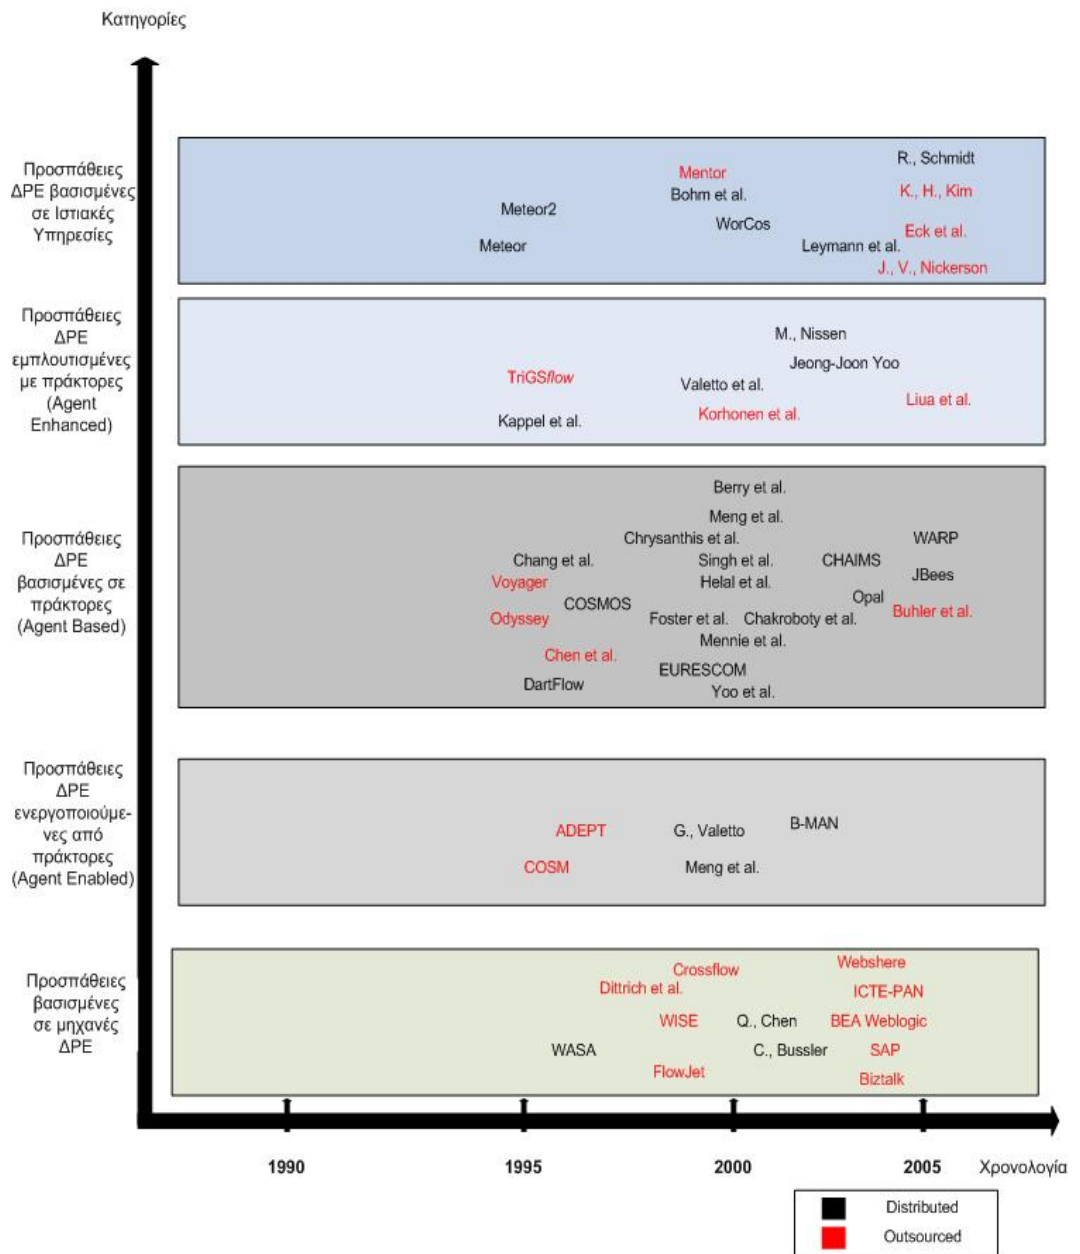 Κατηγορίες
Προσπάθειες
ΔΡΕ βασισμένες
σε Ιστιακές
Υπηρεσίες
R., Schmidt
Mentor
K., H., Kim
Bohm et al.
Meteor2
WorCos
Eck et al.
Meteor
Leymann et al.
J., V., Nickerson
Προσπάθειες
ΔΡΕ
εμπλουτισμένες
με πράκτορες
(Agent
Enhanced)
M., Nissen
Jeong-Joon Yoo
TriGSflow
Valetto et al.
Liua et al.
Korhonen et al.
Kappel et al.
Προσπάθειες
ΔΡΕ
βασισμένες σε
πράκτορες
(Agent Based)
Berry et al.
Meng et al.
Chrysanthis et al.
WARP
Chang et al.
Singh et al.
CHAIMS
Voyager
Helal et al.
JBees
COSMOS
Opal
Odyssey
Foster et al.
Chakroboty et al.
Buhler et al.
Mennie et al.
Chen et al.
EURESCOM
DartFlow
Yoo et al.
Προσπάθειες
ΔΡΕ
ενεργοποιούμε-
νες από
πράκτορες
(Agent Enabled)
ADEPT
G., Valetto
B-MAN
COSM
Meng et al.
Προσπάθειες
βασισμένες
σε μηχανές
ΔΡΕ
Webshere
Crossflow
Dittrich et al.
ICTE-PAN
WISE
Q., Chen
BEA Weblogic
WASA
C., Bussler
SAP
FlowJet
Biztalk
1990
1995
2000
2005
Χρονολογία
Distributed
Outsourced